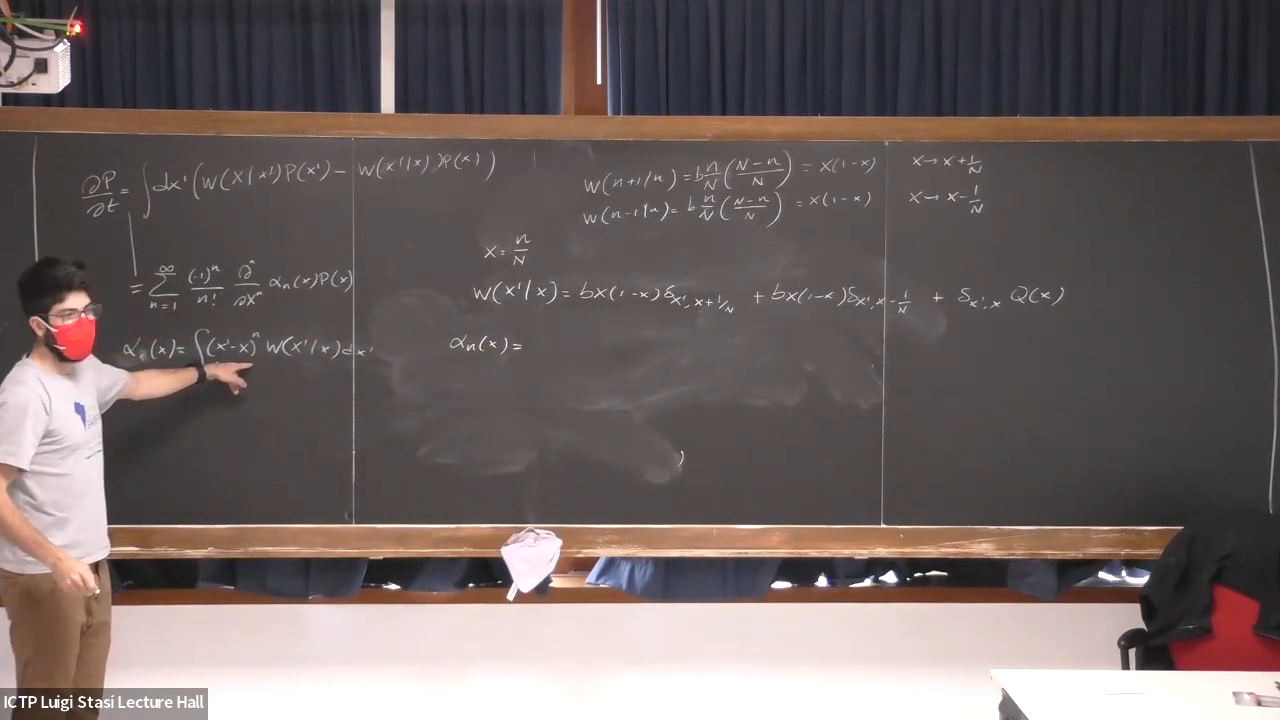 ∂P/∂t = ∫dx'(W(x|x')P(x') - W(x'|x)P(x))
= Σ_{n=1}^{∞} (-1)^n/n! ∂^n/∂x^n α_n(x)P(x)
α_n(x) = ∫(x'-x)^n W(x'|x)dx'
W(n+1|n) = b n/N ((N-n)/N) = x(1-x) x→x+1/N
W(n-1|n) = b n/N ((N-n)/N) = x(1-x) x→x-1/N
x = n/N
W(x'|x) = bx(1-x)δ_{x', x+1/N} + bx(1-x)δ_{x', x-1/N} + δ_{x',x} Q(x)
α_n(x) =
ICTP Luigi Stasi Lecture Hall